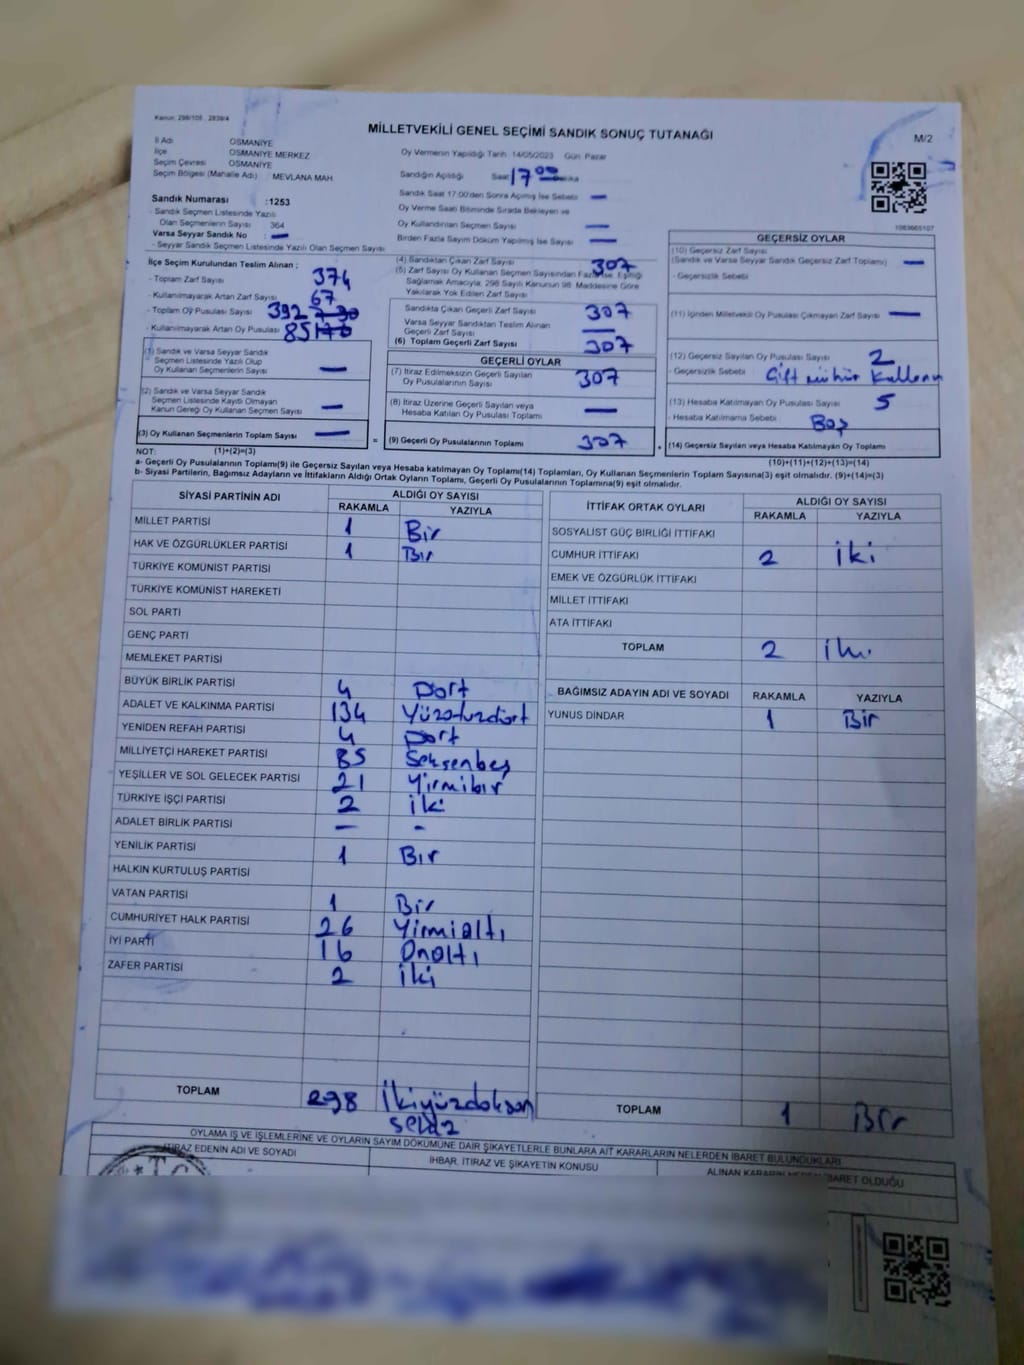 Kanun: 298/105 , 2839/4
MİLLETVEKİLİ GENEL SEÇİMİ SANDIK SONUÇ TUTANAĞI
M/2
İl Adı OSMANİYE
İlçe OSMANİYE MERKEZ
Seçim Çevresi OSMANİYE
Seçim Bölgesi (Mahalle Adı) MEVLANA MAH.
Sandık Numarası :1253
- Sandık Seçmen Listesinde Yazılı
Olan Seçmenlerin Sayısı 364
Varsa Seyyar Sandık No : —
- Seyyar Sandık Seçmen Listesinde Yazılı Olan Seçmen Sayısı
Oy Vermenin Yapıldığı Tarih 14/05/2023 Gün Pazar
Sandığın Açılışı Saat 17 00
Sandık Saat 17:00'den Sonra Açılmış İse Sebebi —
Oy Verme Saati Bitiminde Sırada Bekleyen ve
Oy Kullandırılan Seçmen Sayısı —
Birden Fazla Sayım Döküm Yapılmış İse Sayısı —
1083665107
İlçe Seçim Kurulundan Teslim Alınan :
- Toplam Zarf Sayısı 374
- Kullanılmayarak Artan Zarf Sayısı 67
- Toplam Oy Pusulası Sayısı 392
- Kullanılmayarak Artan Oy Pusulası 85
(1) Sandık ve Varsa Seyyar Sandık
Seçmen Listesinde Yazılı Olup
Oy Kullanan Seçmenlerin Sayısı —
(2) Sandık ve Varsa Seyyar Sandık
Seçmen Listesinde Kayıtlı Olmayan
Kanun Gereği Oy Kullanan Seçmen Sayısı —
(3) Oy Kullanan Seçmenlerin Toplam Sayısı —
(4) Sandıktan Çıkan Zarf Sayısı 307
(5) Zarf Sayısı Oy Kullanan Seçmen Sayısından Fazla İse, Eşitliği
Sağlamak Amacıyla, 298 Sayılı Kanunun 98. Maddesine Göre
Yakılarak Yok Edilen Zarf Sayısı
Sandıkta Çıkan Geçerli Zarf Sayısı 307
Varsa Seyyar Sandıktan Teslim Alınan
Geçerli Zarf Sayısı —
(6) Toplam Geçerli Zarf Sayısı 307
GEÇERLİ OYLAR
(7) İtiraz Edilmeksizin Geçerli Sayılan
Oy Pusulalarının Sayısı 307
(8) İtiraz Üzerine Geçerli Sayılan veya
Hesaba Katılan Oy Pusulası Toplamı —
= (9) Geçerli Oy Pusulalarının Toplamı 307
GEÇERSİZ OYLAR
(10) Geçersiz Zarf Sayısı
(Sandık ve Varsa Seyyar Sandık Geçersiz Zarf Toplamı) —
- Geçersizlik Sebebi
(11) İçinden Milletvekili Oy Pusulası Çıkmayan Zarf Sayısı —
(12) Geçersiz Sayılan Oy Pusulası Sayısı 2
- Geçersizlik Sebebi Çift mühür Kullanı
(13) Hesaba Katılmayan Oy Pusulası Sayısı 5
- Hesaba Katılmama Sebebi Boş
+ (14) Geçersiz Sayılan veya Hesaba Katılmayan Oy Toplamı
NOT: (1)+(2)=(3)
(10)+(11)+(12)+(13)=(14)
a- Geçerli Oy Pusulalarının Toplamı(9) ile Geçersiz Sayılan veya Hesaba katılmayan Oy Toplamı(14) Toplamları, Oy Kullanan Seçmenlerin Toplam Sayısına(3) eşit olmalıdır. (9)+(14)=(3)
b- Siyasi Partilerin, Bağımsız Adayların ve İttifakların Aldığı Ortak Oyların Toplamı, Geçerli Oy Pusulalarının Toplamına(9) eşit olmalıdır.
SİYASİ PARTİNİN ADI ALDIĞI OY SAYISI
RAKAMLA YAZIYLA
MİLLET PARTİSİ 1 Bir
HAK VE ÖZGÜRLÜKLER PARTİSİ 1 Bir
TÜRKİYE KOMÜNİST PARTİSİ
TÜRKİYE KOMÜNİST HAREKETİ
SOL PARTİ
GENÇ PARTİ
MEMLEKET PARTİSİ
BÜYÜK BİRLİK PARTİSİ 4 Dört
ADALET VE KALKINMA PARTİSİ 134 Yüzotuzdört
YENİDEN REFAH PARTİSİ 4 Dört
MİLLİYETÇİ HAREKET PARTİSİ 85 Seksenbeş
YEŞİLLER VE SOL GELECEK PARTİSİ 21 Yirmibir
TÜRKİYE İŞÇİ PARTİSİ 2 iki
ADALET BİRLİK PARTİSİ — -
YENİLİK PARTİSİ 1 Bir
HALKIN KURTULUŞ PARTİSİ
VATAN PARTİSİ 1 Bir
CUMHURİYET HALK PARTİSİ 26 Yirmialtı
İYİ PARTİ 16 Onaltı
ZAFER PARTİSİ 2 iki
TOPLAM 298 İkiyüzdoksan
sekiz
İTTİFAK ORTAK OYLARI ALDIĞI OY SAYISI
RAKAMLA YAZIYLA
SOSYALİST GÜÇ BİRLİĞİ İTTİFAKI
CUMHUR İTTİFAKI 2 iki
EMEK VE ÖZGÜRLÜK İTTİFAKI
MİLLET İTTİFAKI
ATA İTTİFAKI
TOPLAM 2 iki
BAĞIMSIZ ADAYIN ADI VE SOYADI RAKAMLA YAZIYLA
YUNUS DİNDAR 1 Bir
TOPLAM 1 Bir
OYLAMA İŞ VE İŞLEMLERİNE VE OYLARIN SAYIM DÖKÜMÜNE DAİR ŞİKAYETLERLE BUNLARA AİT KARARLARIN NELERDEN İBARET BULUNDUKLARI
İTİRAZ EDENİN ADI VE SOYADI
İHBAR, İTİRAZ VE ŞİKAYETİN KONUSU
ALINAN KARARIN NEDEN İBARET OLDUĞU
T.C.